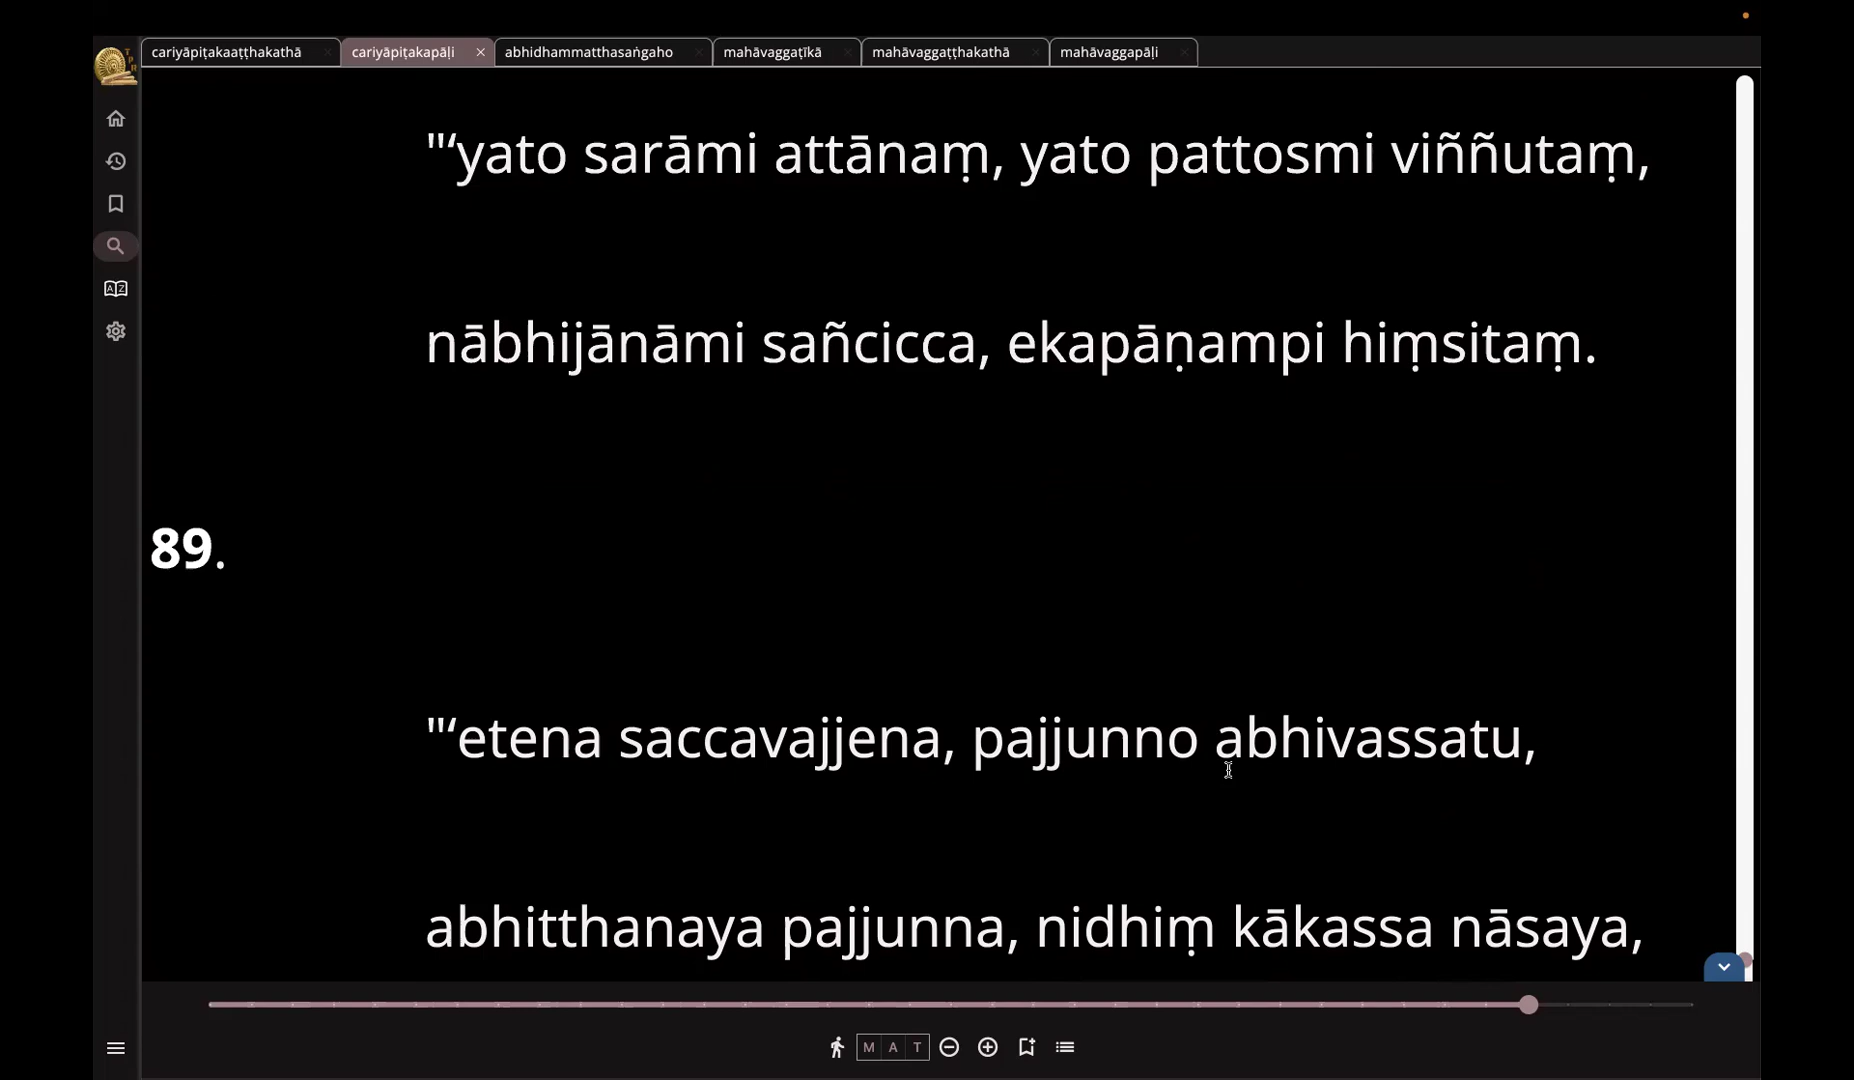 cariyāpiṭakaaṭṭhakathā
cariyāpiṭakapāḷi
abhidhammatthasaṅgaho
mahāvaggaṭīkā
mahāvaggaṭṭhakathā
mahāvaggapāḷi
"‘yato sarāmi attānaṃ, yato pattosmi viññutaṃ,
nābhijānāmi sañcicca, ekapāṇampi hiṃsitaṃ.
89.
"‘etena saccavajjena, pajjunno abhivassatu,
abhitthanaya pajjunna, nidhiṃ kākassa nāsaya,
M A T